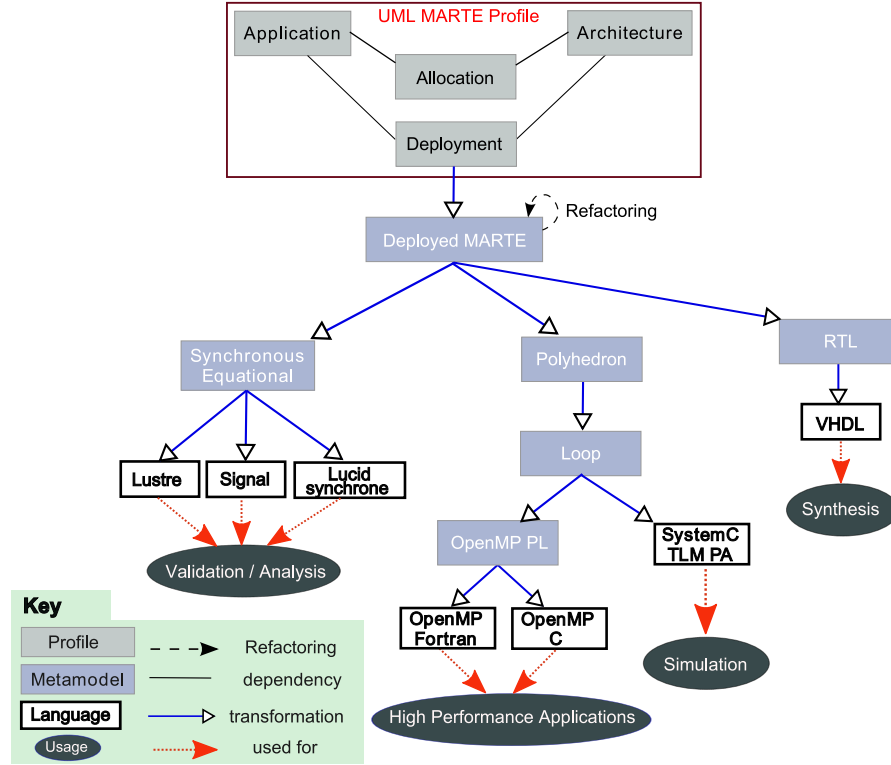 UML MARTE Profile
Application
Architecture
Allocation
Deployment
Refactoring
Deployed MARTE
Synchronous
Equational
Polyhedron
RTL
VHDL
Loop
Lustre
Signal
Lucid
synchrone
Synthesis
SystemC
TLM PA
OpenMP PL
Validation / Analysis
OpenMP
Fortran
OpenMP
C
Simulation
High Performance Applications
Key
Profile
Refactoring
Metamodel
dependency
Language
transformation
Usage
used for